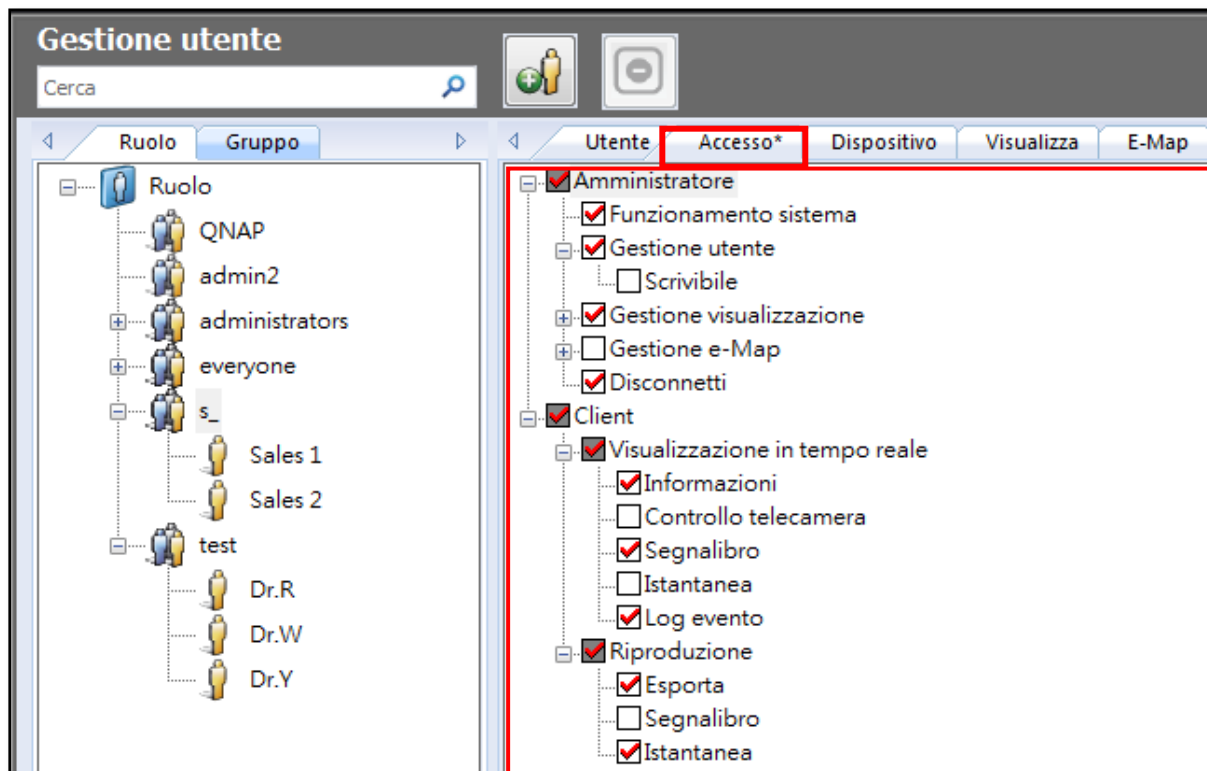 Gestione utente
Cerca
Ruolo
Gruppo
Ruolo
QNAP
admin2
administrators
everyone
s_
Sales 1
Sales 2
test
Dr.R
Dr.W
Dr.Y
Utente
Accesso*
Dispositivo
Visualizza
E-Map
Amministratore
Funzionamento sistema
Gestione utente
Scrivibile
Gestione visualizzazione
Gestione e-Map
Disconnetti
Client
Visualizzazione in tempo reale
Informazioni
Controllo telecamera
Segnalibro
Istantanea
Log evento
Riproduzione
Esporta
Segnalibro
Istantanea